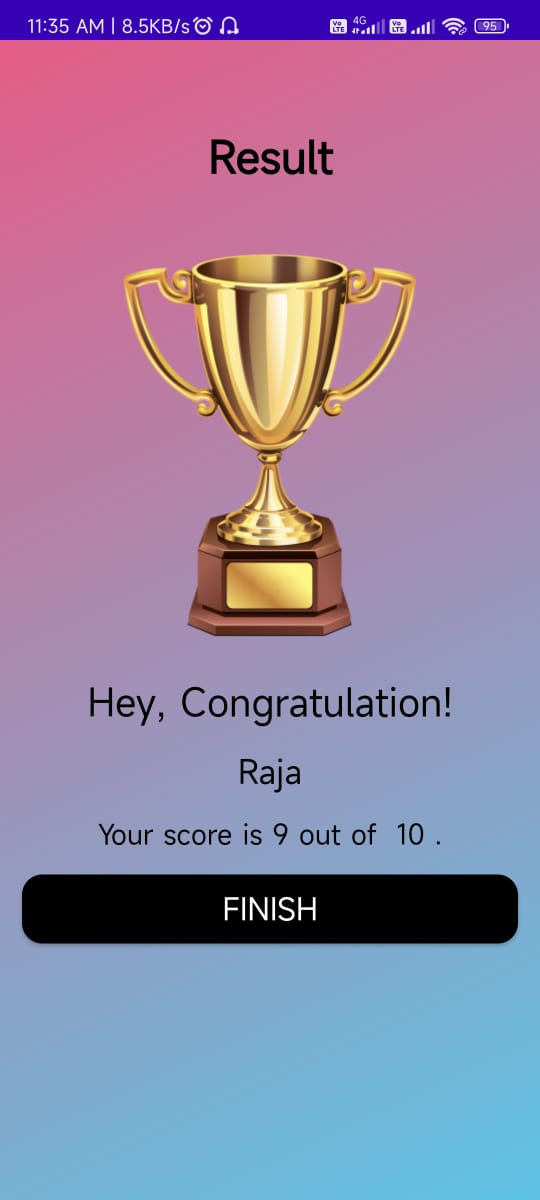 11:35 AM | 8.5KB/s Vo LTE 4G Vo LTE 95
Result
Hey, Congratulation!
Raja
Your score is 9 out of  10 .
FINISH